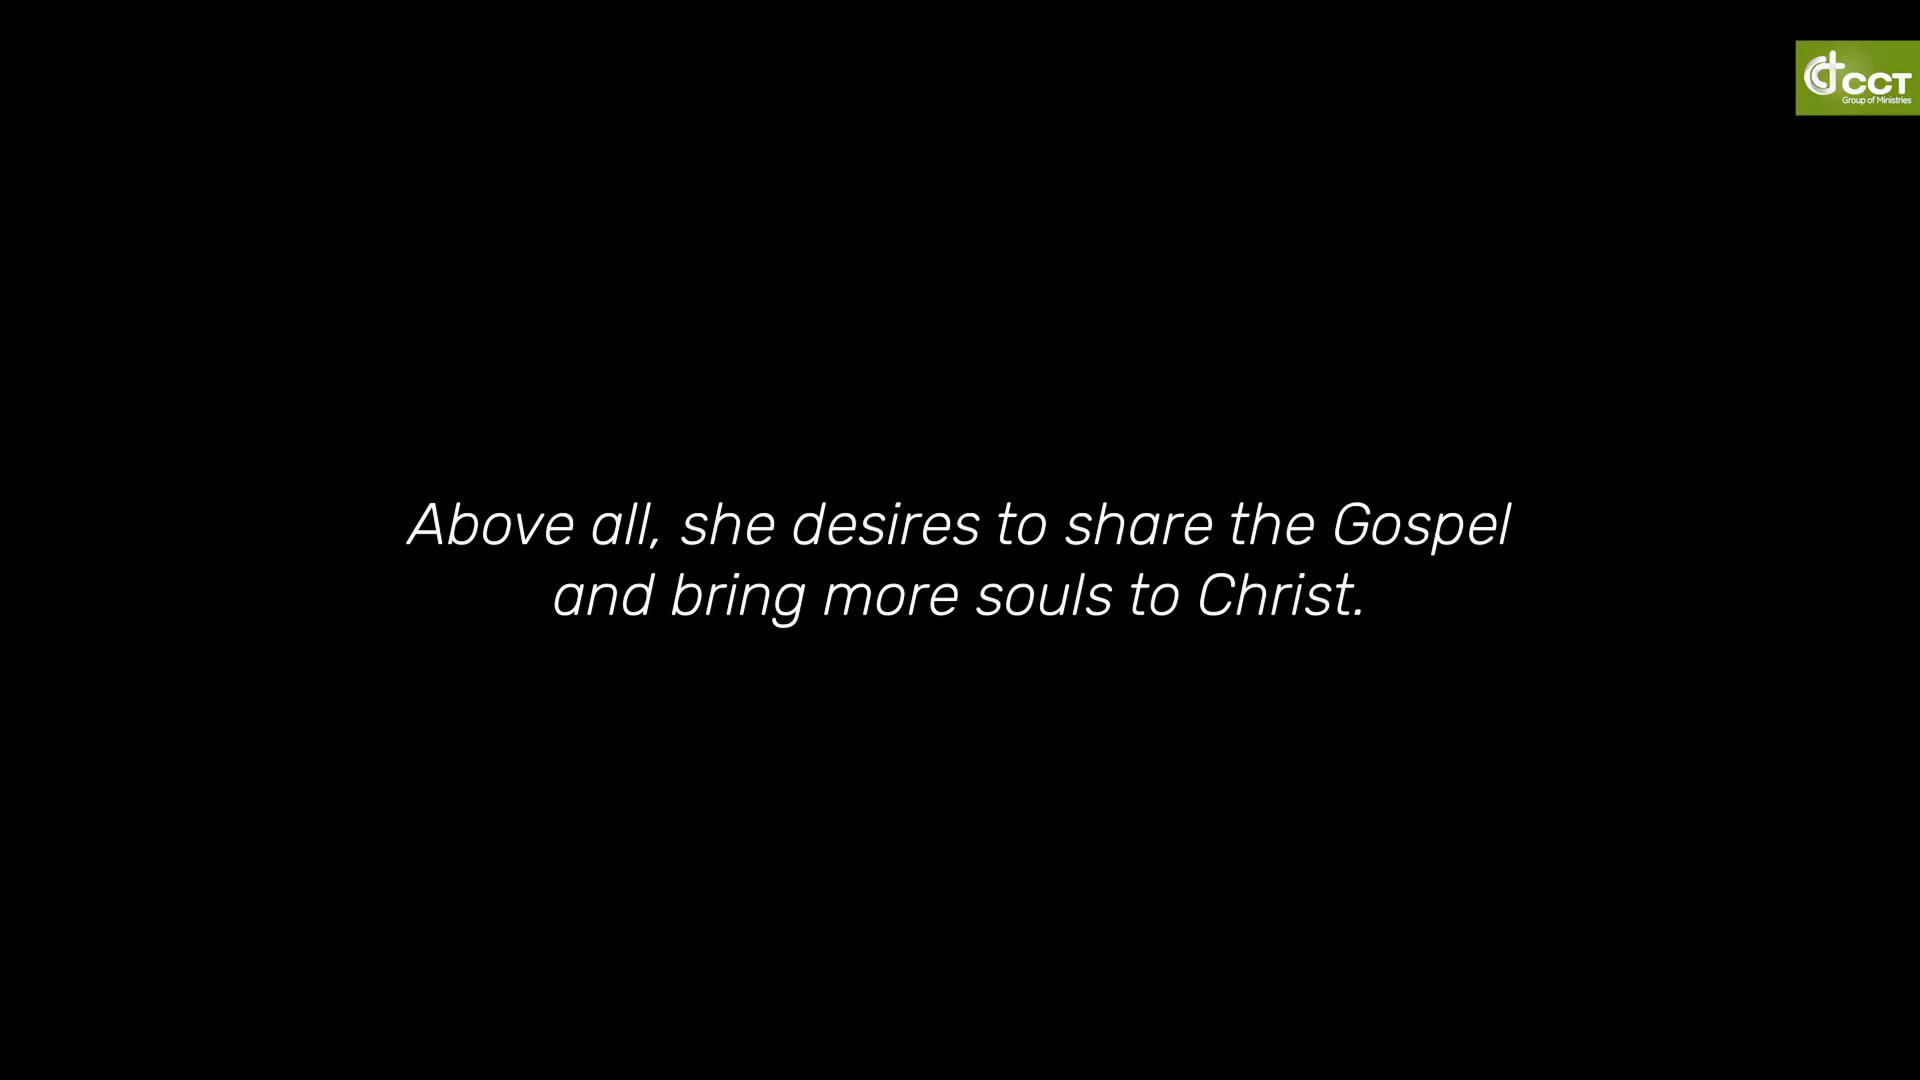 CCT
Group of Ministries
Above all, she desires to share the Gospel
and bring more souls to Christ.